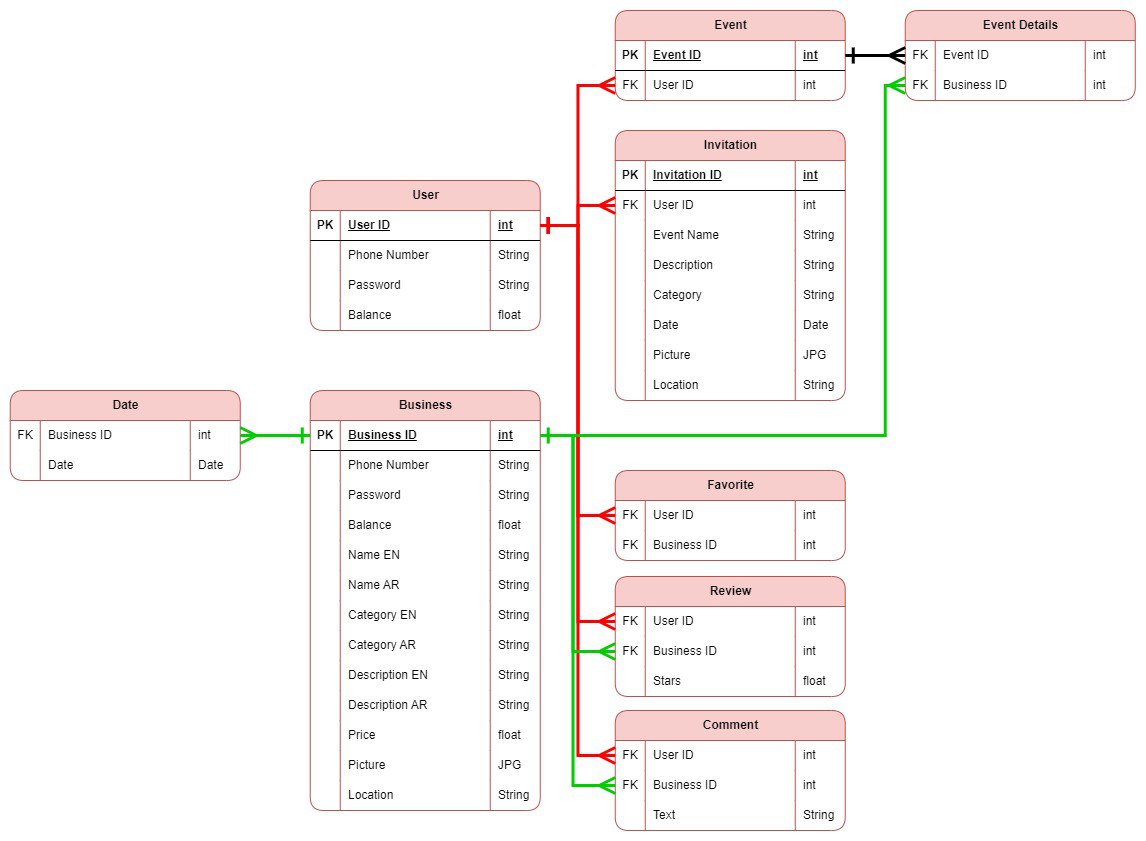 Event
PK Event ID int
FK User ID int
Event Details
FK Event ID int
FK Business ID int
Invitation
PK Invitation ID int
FK User ID int
Event Name String
Description String
Category String
Date Date
Picture JPG
Location String
User
PK User ID int
Phone Number String
Password String
Balance float
Date
FK Business ID int
Date Date
Business
PK Business ID int
Phone Number String
Password String
Balance float
Name EN String
Name AR String
Category EN String
Category AR String
Description EN String
Description AR String
Price float
Picture JPG
Location String
Favorite
FK User ID int
FK Business ID int
Review
FK User ID int
FK Business ID int
Stars float
Comment
FK User ID int
FK Business ID int
Text String